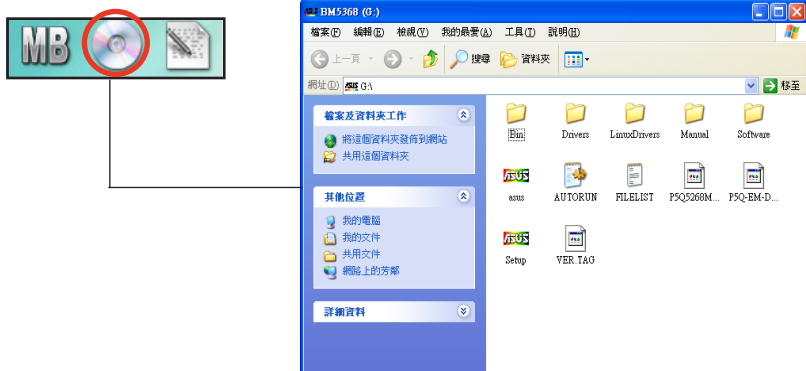 MB
BM5368 (G:)
檔案(F) 編輯(E) 檢視(V) 我的最愛(A) 工具(T) 說明(H)
上一頁 搜尋 資料夾
網址(D) G:\ 移至
檔案及資料夾工作
將這個資料夾發佈到網站
共用這個資料夾
其他位置
我的電腦
我的文件
共用文件
網路上的芳鄰
詳細資料
Bin Drivers LinuxDrivers Manual Software
asus AUTORUN FILELIST P5Q5268M... P5Q-EM-D...
Setup VER.TAG